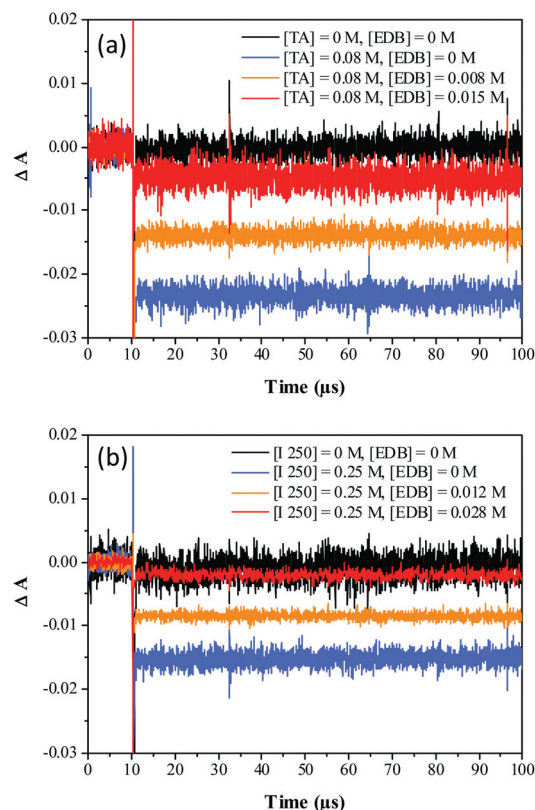 (a)
[TA] = 0 M, [EDB] = 0 M
[TA] = 0.08 M, [EDB] = 0 M
[TA] = 0.08 M, [EDB] = 0.008 M
[TA] = 0.08 M, [EDB] = 0.015 M
0.02
0.01
0.00
-0.01
-0.02
-0.03
Δ A
0 10 20 30 40 50 60 70 80 90 100
Time (µs)
(b)
[I 250] = 0 M, [EDB] = 0 M
[I 250] = 0.25 M, [EDB] = 0 M
[I 250] = 0.25 M, [EDB] = 0.012 M
[I 250] = 0.25 M, [EDB] = 0.028 M
0.02
0.01
0.00
-0.01
-0.02
-0.03
Δ A
0 10 20 30 40 50 60 70 80 90 100
Time (µs)